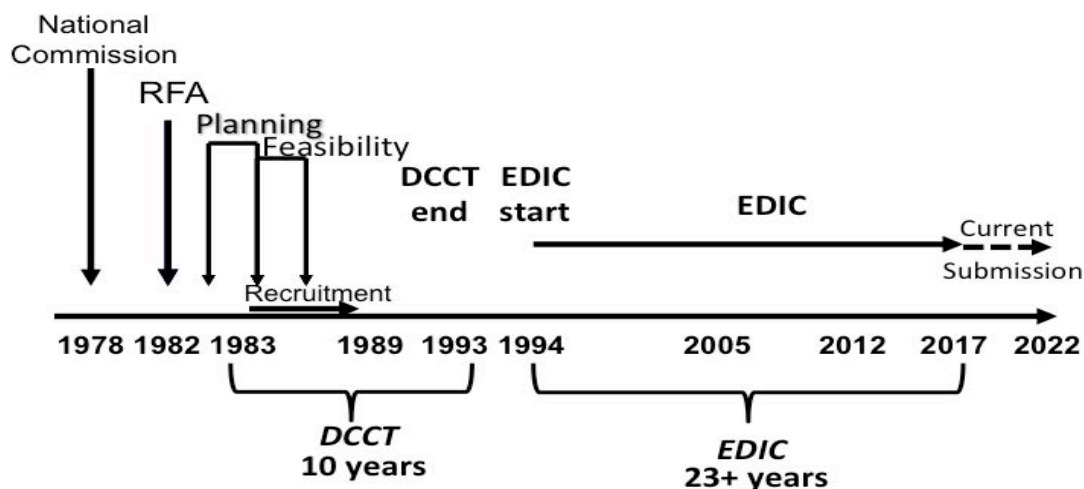 National
Commission
RFA
Planning
Feasibility
DCCT
end
EDIC
start
EDIC
Current
Submission
Recruitment
1978 1982 1983 1989 1993 1994 2005 2012 2017 2022
DCCT
10 years
EDIC
23+ years